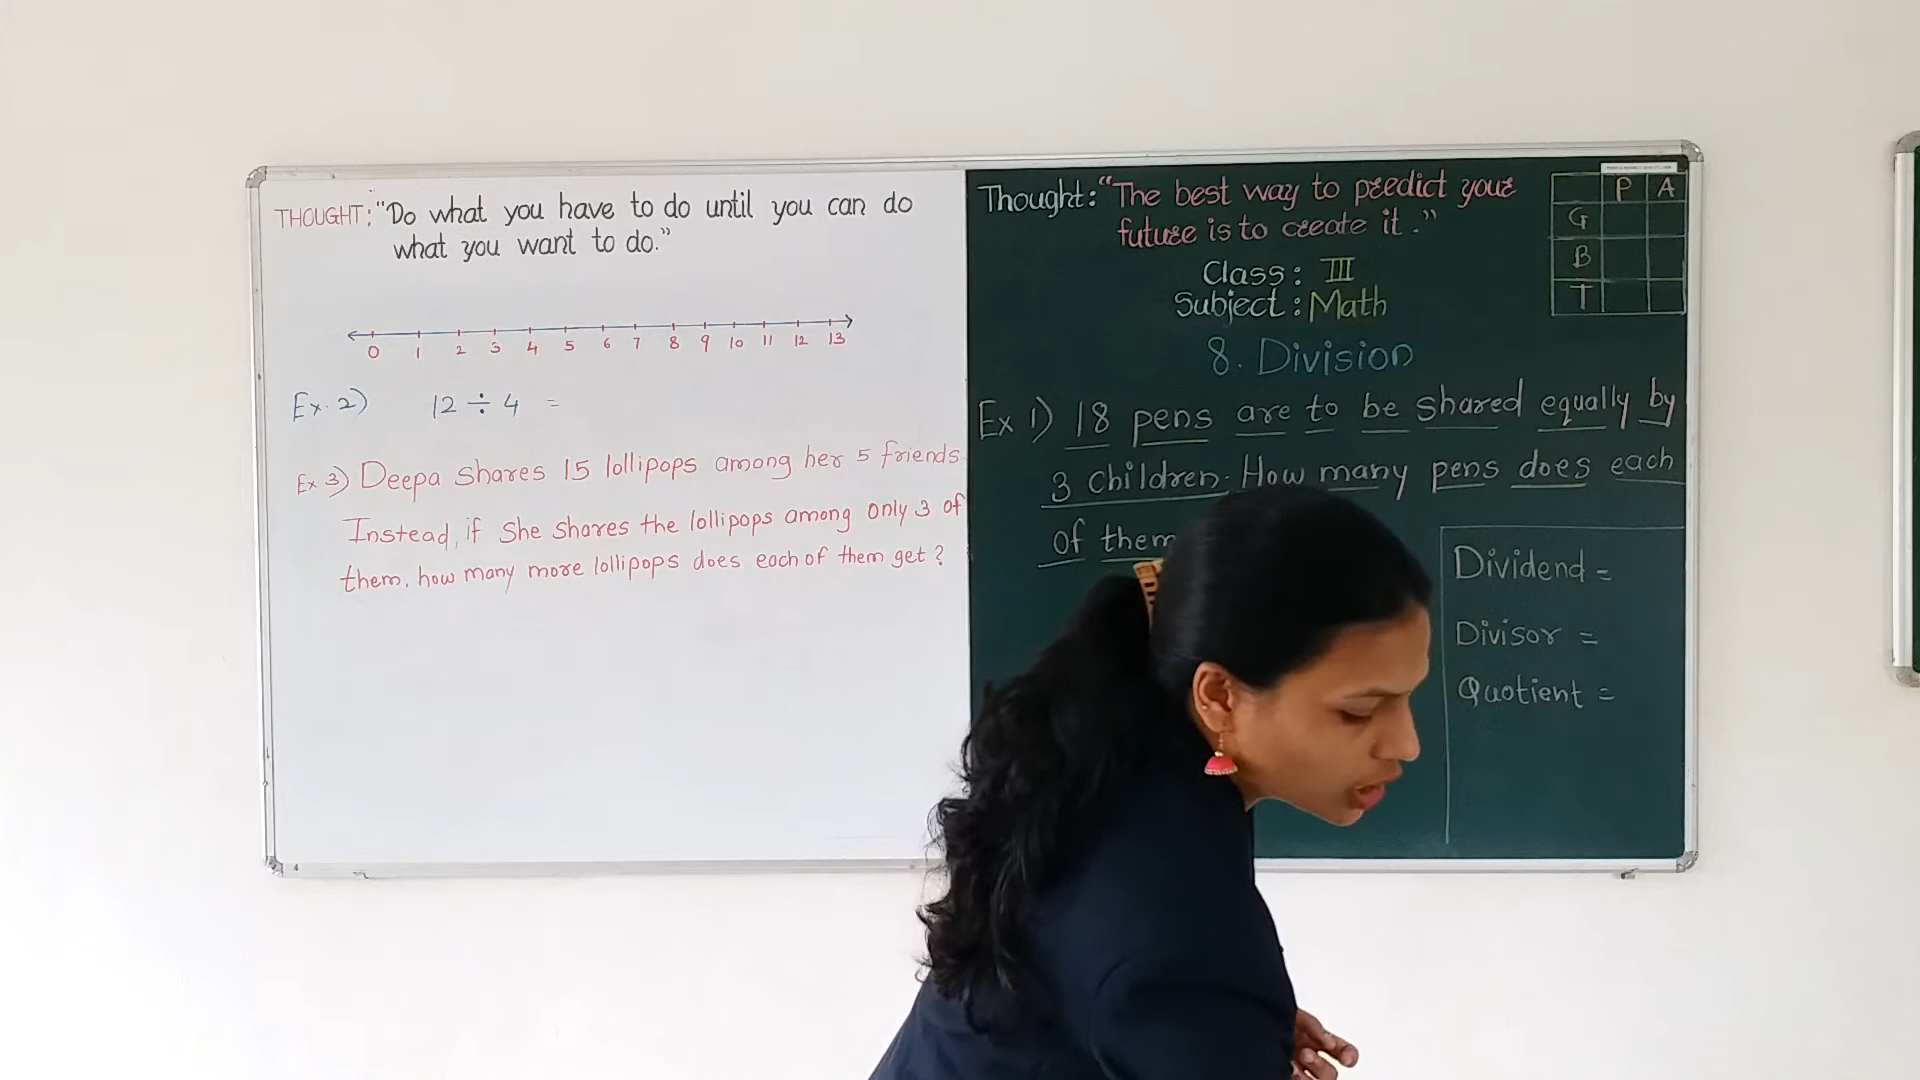 THOUGHT: "Do what you have to do until you can do
what you want to do."
0 1 2 3 4 5 6 7 8 9 10 11 12 13
Ex. 2) 12 ÷ 4 =
Ex 3) Deepa shares 15 lollipops among her 5 friends
Instead, if she shares the lollipops among only 3 of
them, how many more lollipops does each of them get?
Thought: "The best way to predict your
future is to create it."
P A
G
B
T
Class: III
Subject: Math
8. Division
Ex 1) 18 pens are to be shared equally by
3 children. How many pens does each
of them
Dividend =
Divisor =
Quotient =